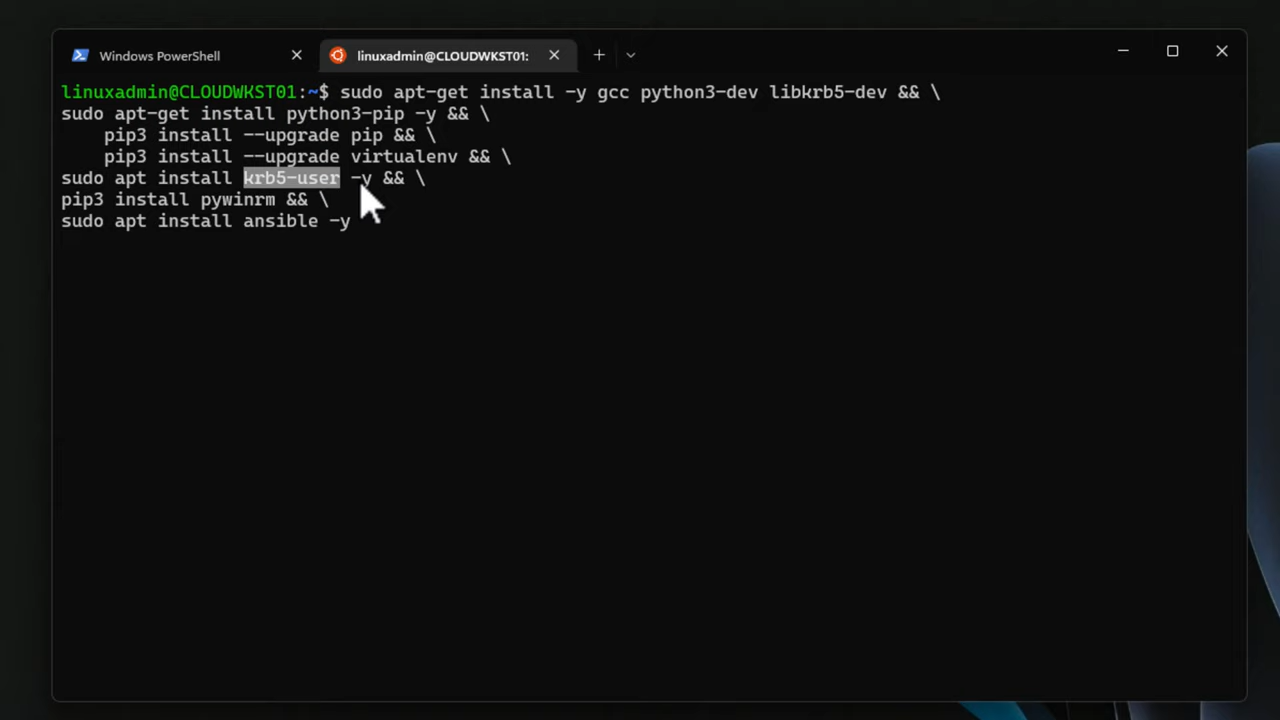 Windows PowerShell
linuxadmin@CLOUDWKST01:
linuxadmin@CLOUDWKST01:~$ sudo apt-get install -y gcc python3-dev libkrb5-dev && \
sudo apt-get install python3-pip -y && \
    pip3 install --upgrade pip && \
    pip3 install --upgrade virtualenv && \
sudo apt install krb5-user -y && \
pip3 install pywinrm && \
sudo apt install ansible -y